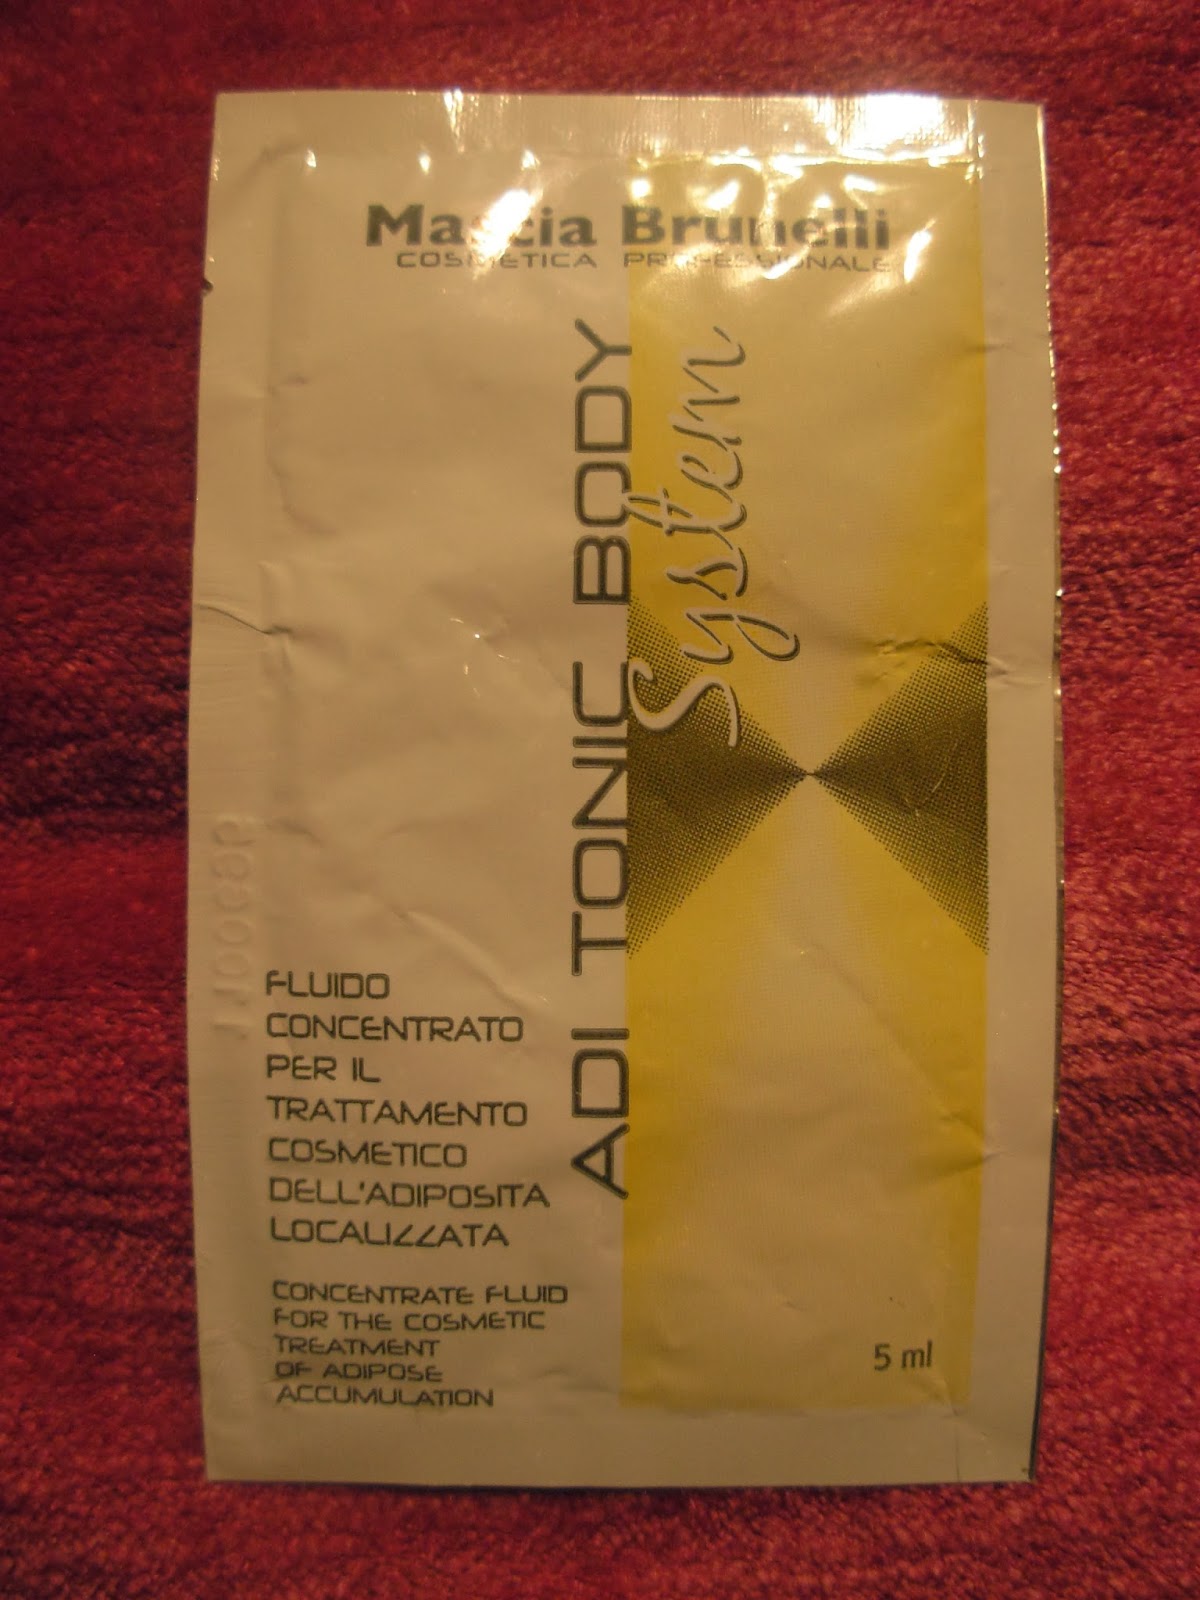 Mascia Brunelli
COSMETICA PROFESSIONALE
ADI TONIC BODY
System
FLUIDO
CONCENTRATO
PER IL
TRATTAMENTO
COSMETICO
DELL'ADIPOSITA
LOCALIZZATA
CONCENTRATE FLUID
FOR THE COSMETIC
TREATMENT
OF ADIPOSE
ACCUMULATION
5 ml